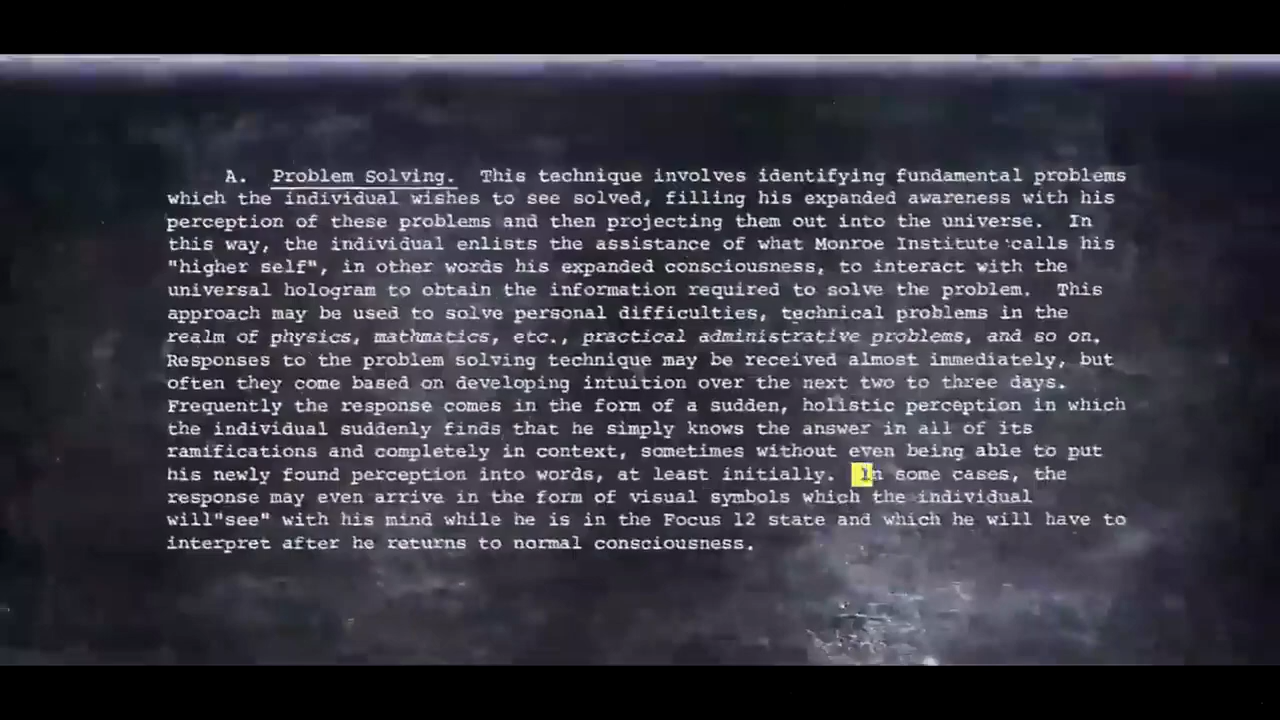 A. Problem Solving. This technique involves identifying fundamental problems
which the individual wishes to see solved, filling his expanded awareness with his
perception of these problems and then projecting them out into the universe. In
this way, the individual enlists the assistance of what Monroe Institute calls his
"higher self", in other words his expanded consciousness, to interact with the
universal hologram to obtain the information required to solve the problem. This
approach may be used to solve personal difficulties, technical problems in the
realm of physics, mathmatics, etc., practical administrative problems, and so on.
Responses to the problem solving technique may be received almost immediately, but
often they come based on developing intuition over the next two to three days.
Frequently the response comes in the form of a sudden, holistic perception in which
the individual suddenly finds that he simply knows the answer in all of its
ramifications and completely in context, sometimes without even being able to put
his newly found perception into words, at least initially. In some cases, the
response may even arrive in the form of visual symbols which the individual
will"see" with his mind while he is in the Focus 12 state and which he will have to
interpret after he returns to normal consciousness.